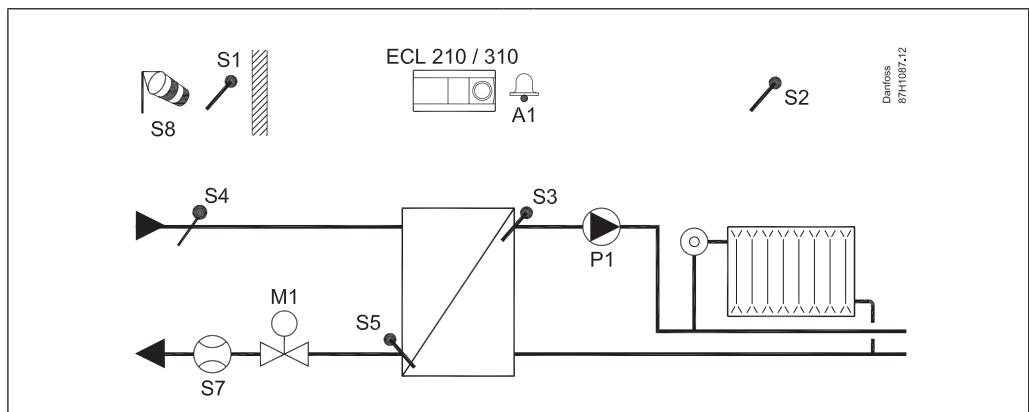 S1
ECL 210 / 310
S8
A1
S2
Danfoss
87H1087.12
S4
S3
P1
M1
S5
S7